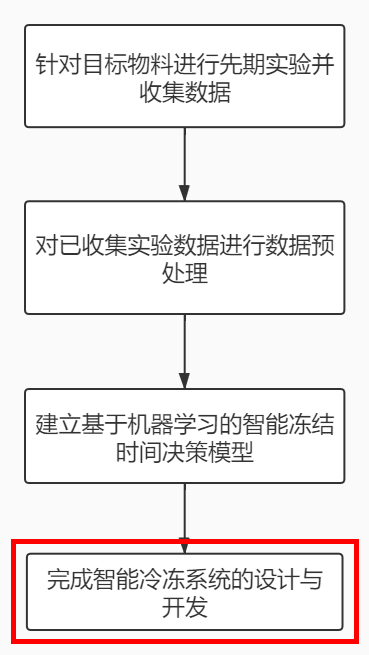 针对目标物料进行先期实验并
收集数据
对已收集实验数据进行数据预
处理
建立基于机器学习的智能冻结
时间决策模型
完成智能冷冻系统的设计与
开发